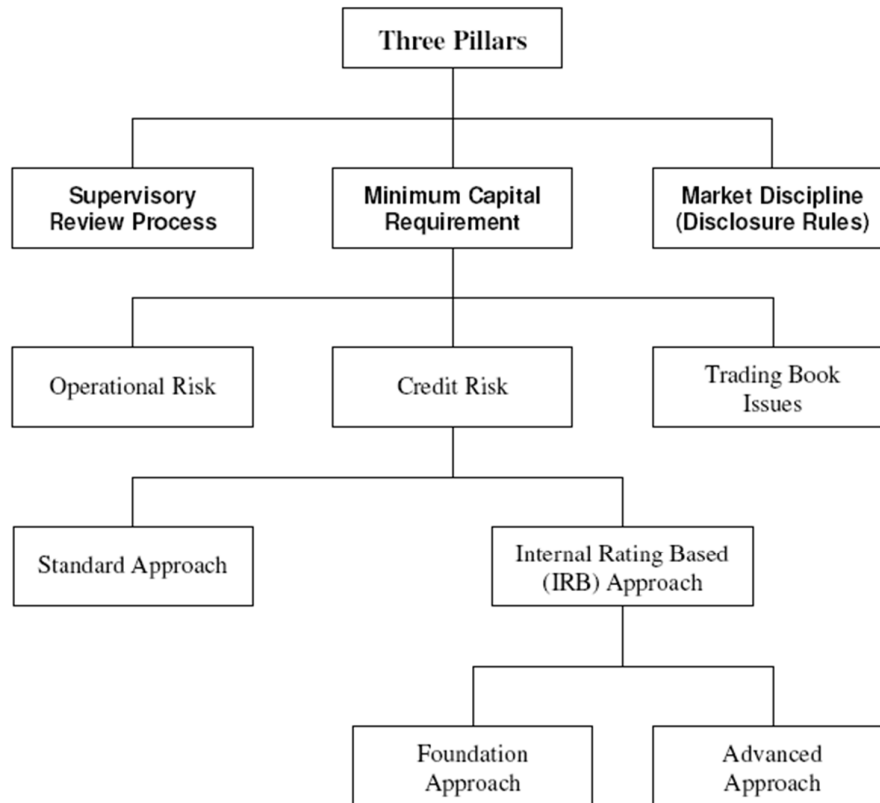 Three Pillars
Supervisory
Review Process
Minimum Capital
Requirement
Market Discipline
(Disclosure Rules)
Operational Risk
Credit Risk
Trading Book
Issues
Standard Approach
Internal Rating Based
(IRB) Approach
Foundation
Approach
Advanced
Approach